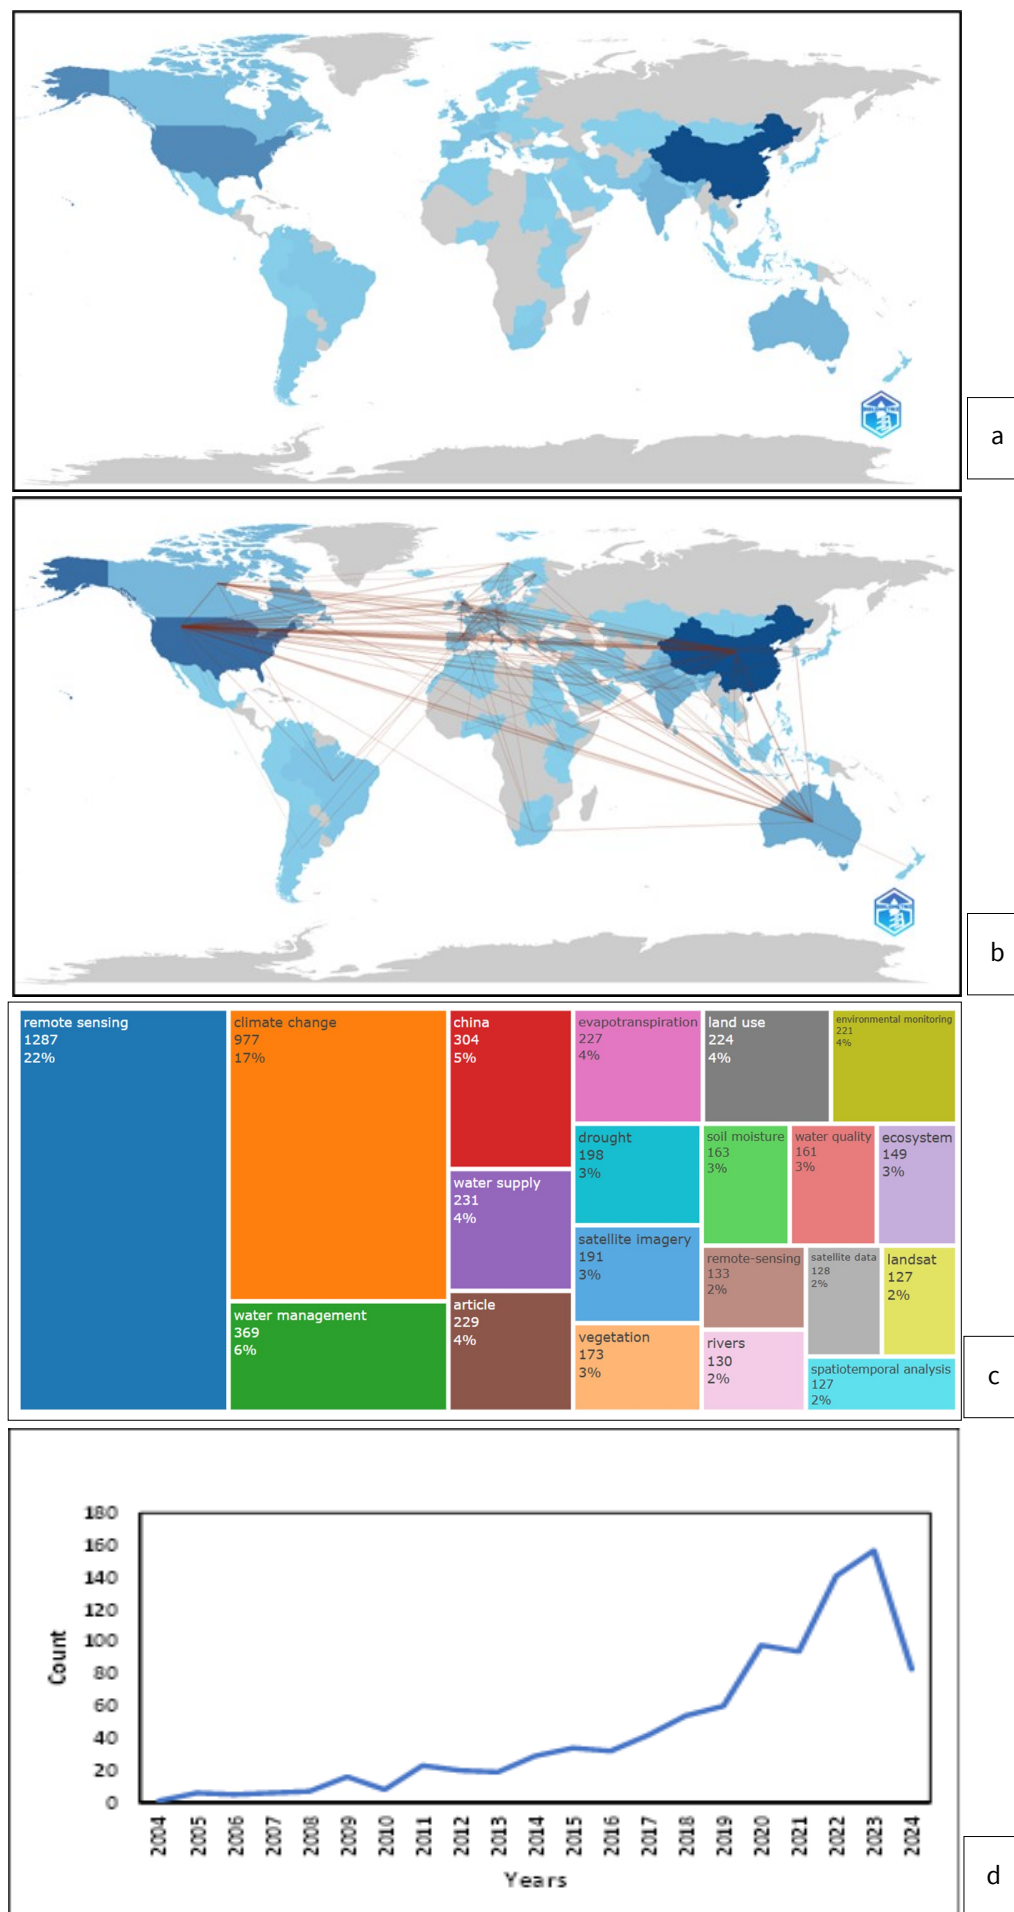 a
b
remote sensing
1287
22%
climate change
977
17%
water management
369
6%
china
304
5%
water supply
231
4%
article
229
4%
evapotranspiration
227
4%
drought
198
3%
satellite imagery
191
3%
vegetation
173
3%
land use
224
4%
environmental monitoring
221
4%
soil moisture
163
3%
water quality
161
3%
ecosystem
149
3%
remote-sensing
133
2%
rivers
130
2%
satellite data
128
2%
landsat
127
2%
spatiotemporal analysis
127
2%
c
180
160
140
120
100
80
60
40
20
0
Count
2004
2005
2006
2007
2008
2009
2010
2011
2012
2013
2014
2015
2016
2017
2018
2019
2020
2021
2022
2023
2024
Years
d